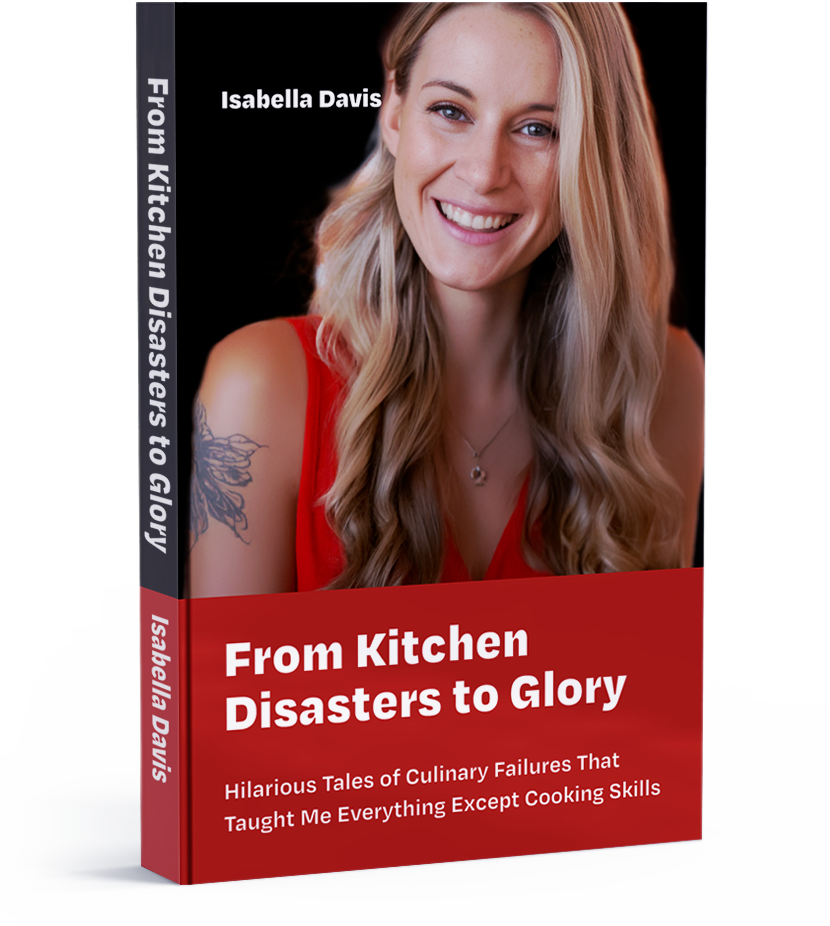 Isabella Davis
From Kitchen
Disasters to Glory
Hilarious Tales of Culinary Failures That
Taught Me Everything Except Cooking Skills
From Kitchen Disasters to Glory
Isabella Davis